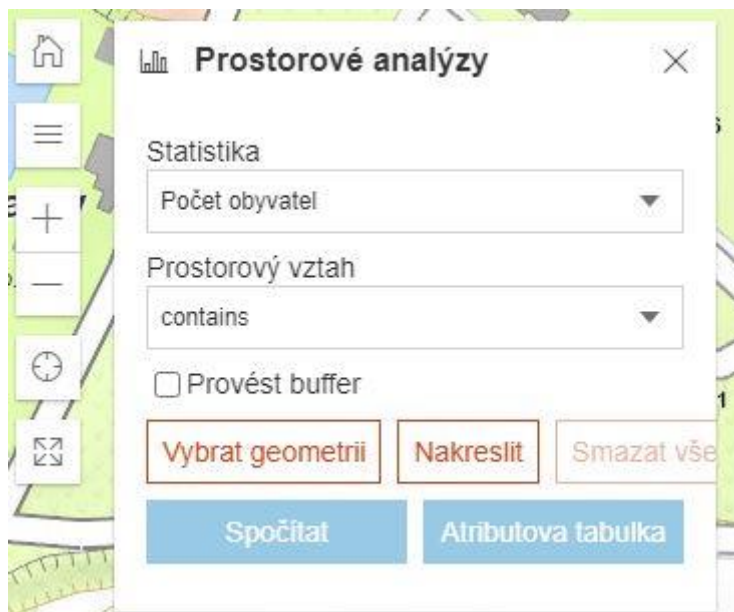 Prostorové analýzy
Statistika
Počet obyvatel
Prostorový vztah
contains
Provést buffer
Vybrat geometrii Nakreslit Smazat vše
Spočítat Atributova tabulka